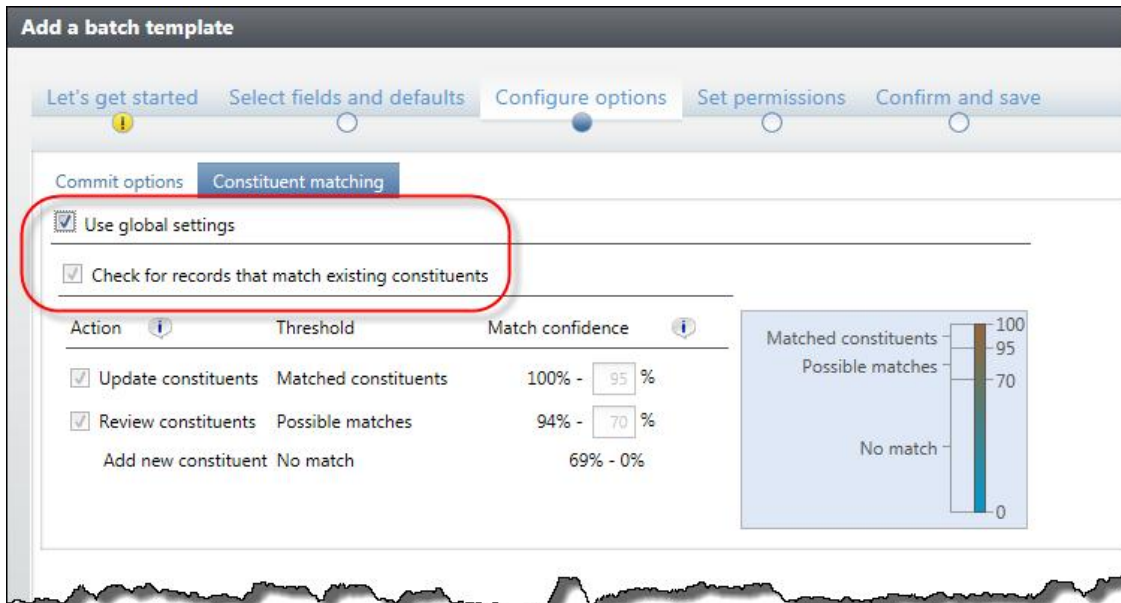 Add a batch template
Let's get started Select fields and defaults Configure options Set permissions Confirm and save
!
Commit options Constituent matching
Use global settings
Check for records that match existing constituents
Action i Threshold Match confidence i
Update constituents Matched constituents 100% - 95 %
Review constituents Possible matches 94% - 70 %
Add new constituent No match 69% - 0%
Matched constituents 100
95
Possible matches 70
No match
0